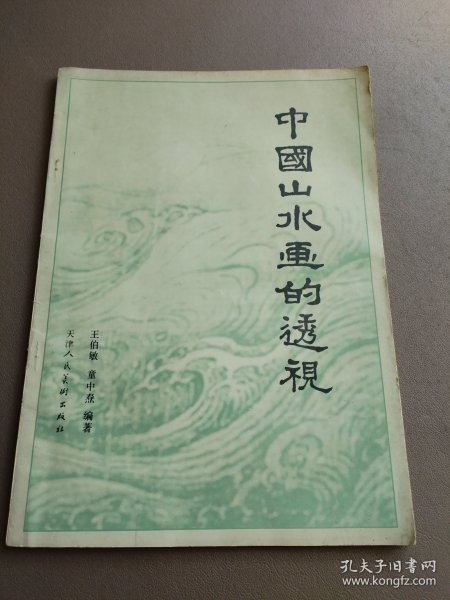 中國山水画的透視
王伯敏 童中焘 编著
天津人民美術出版社
孔夫子旧书网
www.kongfz.com